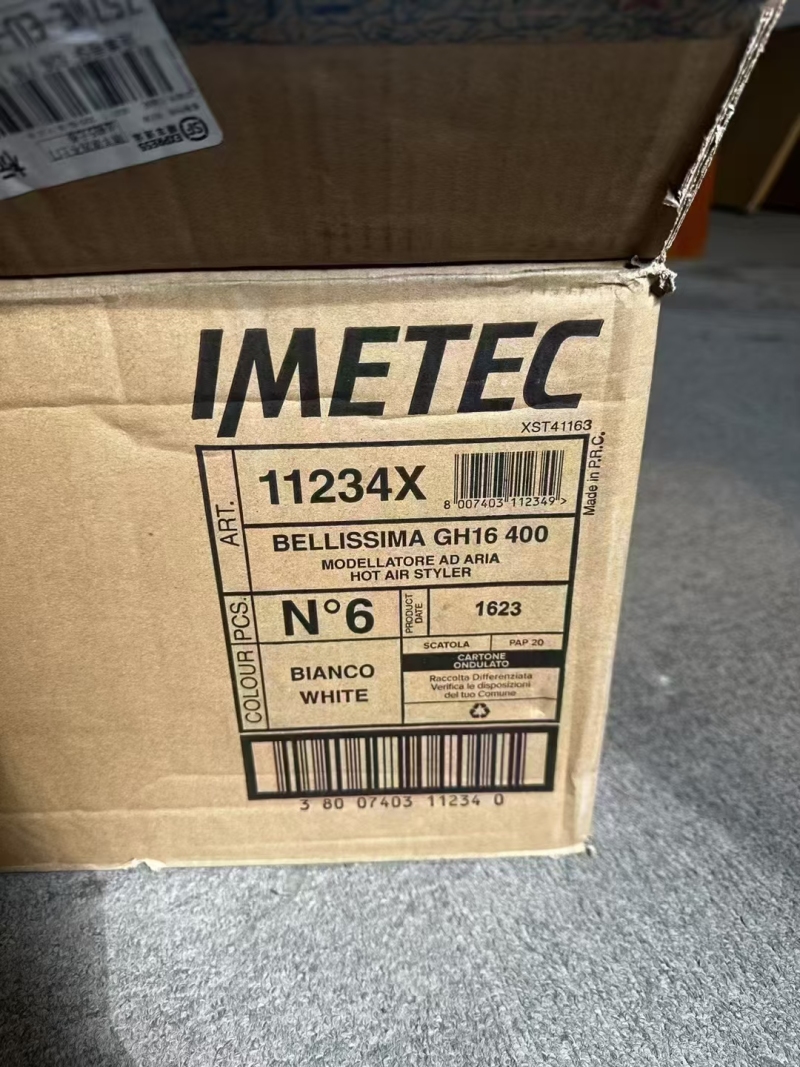 EXPRESS
IMETEC
XST41163
ART.
11234X
8 007403 112349 >
Made in P.R.C.
BELLISSIMA GH16 400
MODELLATORE AD ARIA
HOT AIR STYLER
PCS.
N°6
PRODUCT
DATE
1623
SCATOLA
PAP 20
CARTONE
ONDULATO
Raccolta Differenziata
Verifica le disposizioni
del tuo Comune
COLOUR
BIANCO
WHITE
3 80 07403 11234 0